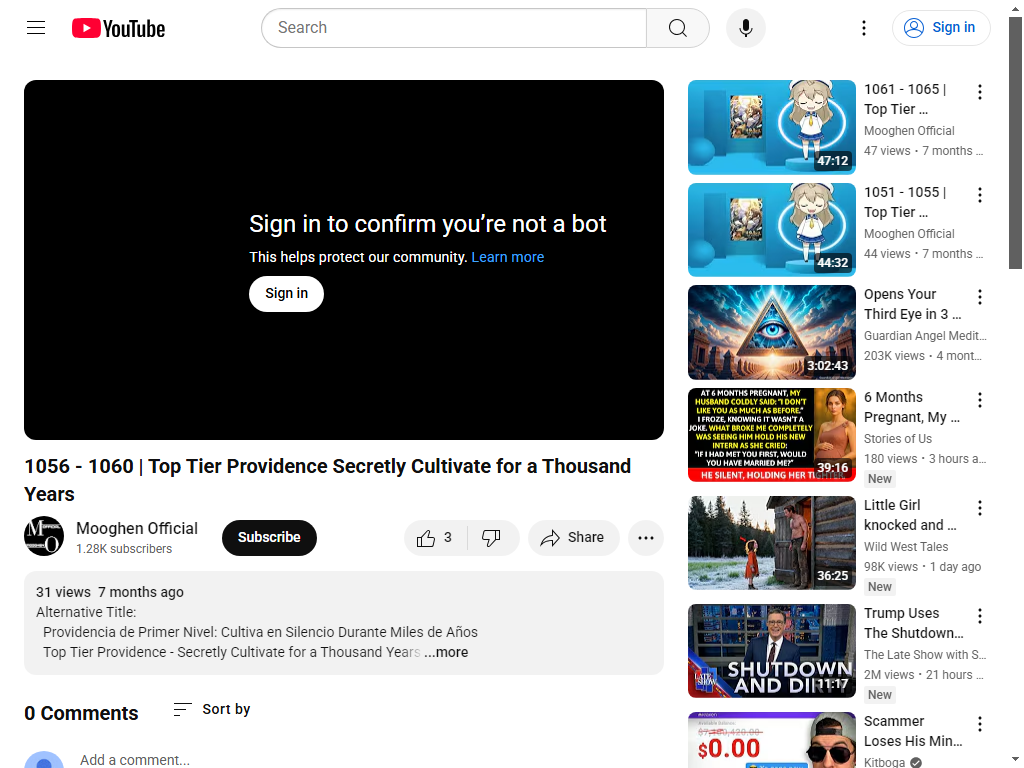 YouTube
Search
Sign in
Sign in to confirm you’re not a bot
This helps protect our community. Learn more
Sign in
1056 - 1060 | Top Tier Providence Secretly Cultivate for a Thousand
Years
Mooghen Official
1.28K subscribers
Subscribe
3
Share
31 views 7 months ago
Alternative Title:
Providencia de Primer Nivel: Cultiva en Silencio Durante Miles de Años
Top Tier Providence - Secretly Cultivate for a Thousand Years ...more
0 Comments
Sort by
Add a comment...
47:12
1061 - 1065 |
Top Tier ...
Mooghen Official
47 views • 7 months ...
44:32
1051 - 1055 |
Top Tier ...
Mooghen Official
44 views • 7 months ...
3:02:43
Opens Your
Third Eye in 3 ...
Guardian Angel Medit...
203K views • 4 mont...
AT 6 MONTHS PREGNANT, MY
HUSBAND COLDLY SAID: "I DON'T
LIKE YOU AS MUCH AS BEFORE."
I FROZE, KNOWING IT WASN'T A
JOKE. WHAT BROKE ME COMPLETELY
WAS SEEING HIM HOLD HIS NEW
INTERN AS SHE CRIED:
"IF I HAD MET YOU FIRST, WOULD
YOU HAVE MARRIED ME?"
HE SILENT, HOLDING HER
39:16
6 Months
Pregnant, My ...
Stories of Us
180 views • 3 hours a...
New
36:25
Little Girl
knocked and ...
Wild West Tales
98K views • 1 day ago
New
LATE SHOW
SHUTDOWN
AND DIRTY
11:17
Trump Uses
The Shutdown...
The Late Show with S...
2M views • 21 hours ...
New
$0.00
Scammer
Loses His Min...
Kitboga